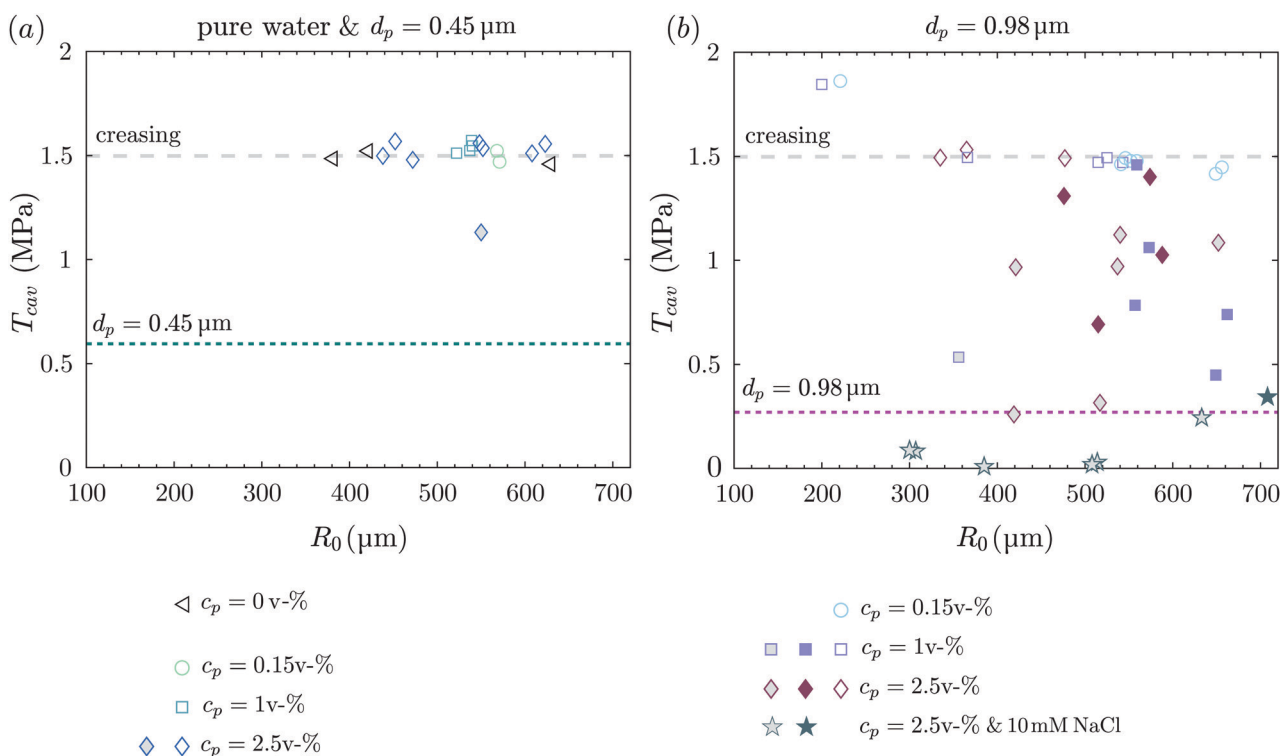 (a) pure water & d_p = 0.45 µm
2
1.5
1
0.5
0
T_cav (MPa)
creasing
d_p = 0.45 µm
100 200 300 400 500 600 700
R_0 (µm)
c_p = 0 v-%
c_p = 0.15v-%
c_p = 1v-%
c_p = 2.5v-%
(b) d_p = 0.98 µm
2
1.5
1
0.5
0
T_cav (MPa)
creasing
d_p = 0.98 µm
100 200 300 400 500 600 700
R_0 (µm)
c_p = 0.15v-%
c_p = 1v-%
c_p = 2.5v-%
c_p = 2.5v-% & 10 mM NaCl